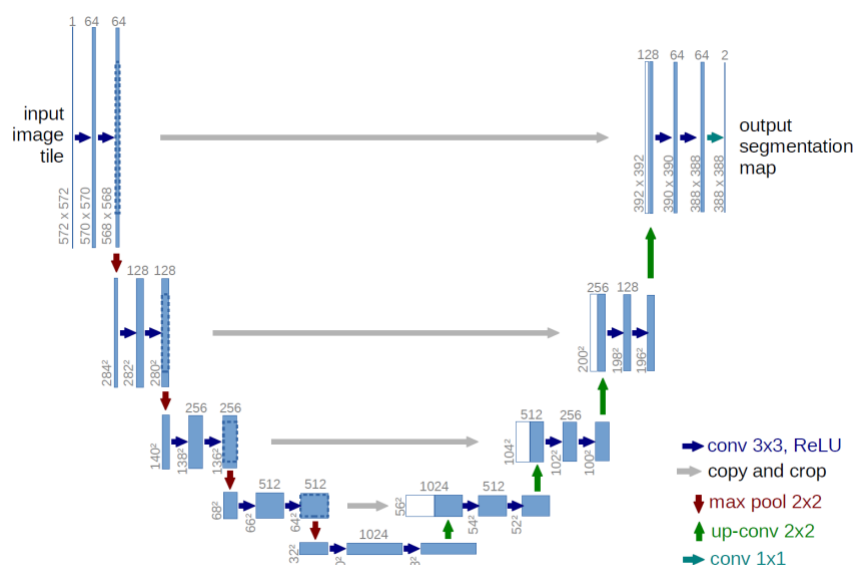 1 64 64
128 64 64 2
input
image
tile
output
segmentation
map
572 x 572
570 x 570
568 x 568
392 x 392
390 x 390
388 x 388
388 x 388
128 128
256 128
284²
282²
280²
200²
198²
196²
256 256
512 256
140²
138²
136²
104²
102²
100²
conv 3x3, ReLU
copy and crop
max pool 2x2
up-conv 2x2
conv 1x1
512 512
1024 512
68²
66²
64²
56²
54²
52²
1024
32²